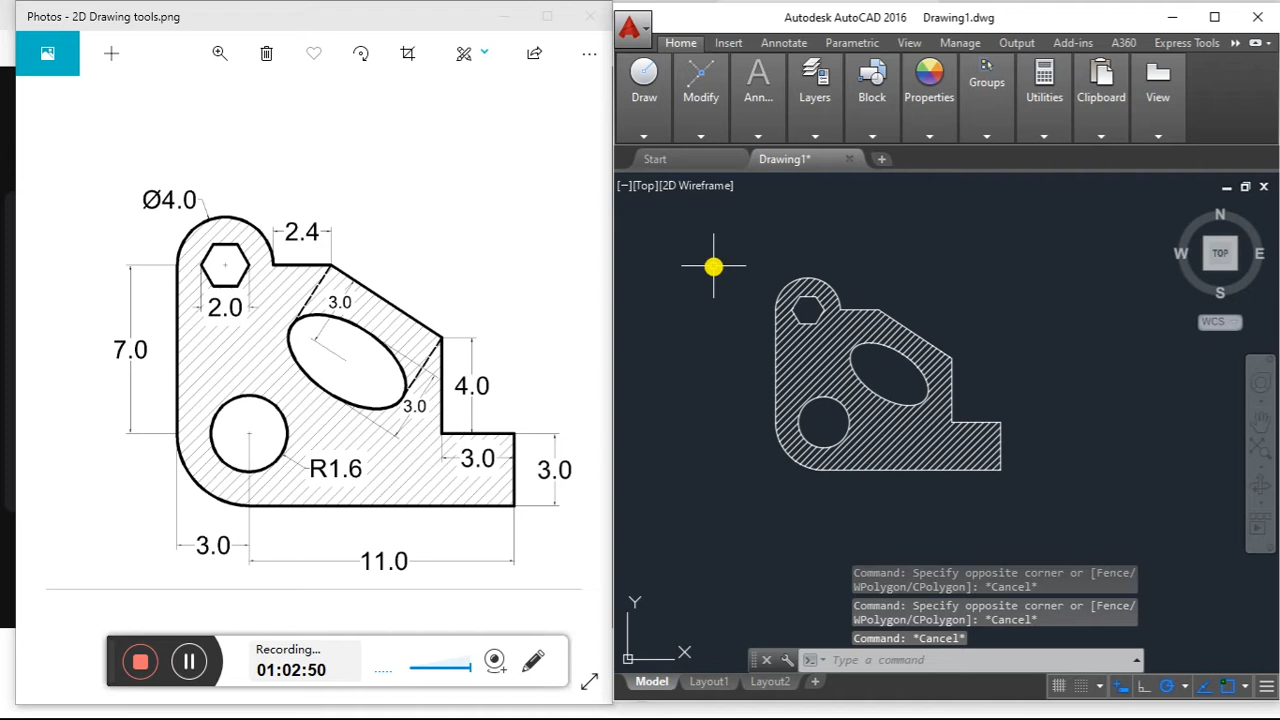 Photos - 2D Drawing tools.png
Ø4.0
2.4
3.0
2.0
7.0
4.0
3.0
R1.6
3.0
3.0
3.0
11.0
Recording...
01:02:50
Autodesk AutoCAD 2016 Drawing1.dwg
Home Insert Annotate Parametric View Manage Output Add-ins A360 Express Tools
Draw Modify Ann... Layers Block Properties Groups Utilities Clipboard View
Start Drawing1*
[−][Top][2D Wireframe]
N
W TOP E
S
WCS
Y
X
Command: Specify opposite corner or [Fence/
WPolygon/CPolygon]: *Cancel*
Command: Specify opposite corner or [Fence/
WPolygon/CPolygon]: *Cancel*
Command: *Cancel*
Type a command
Model Layout1 Layout2